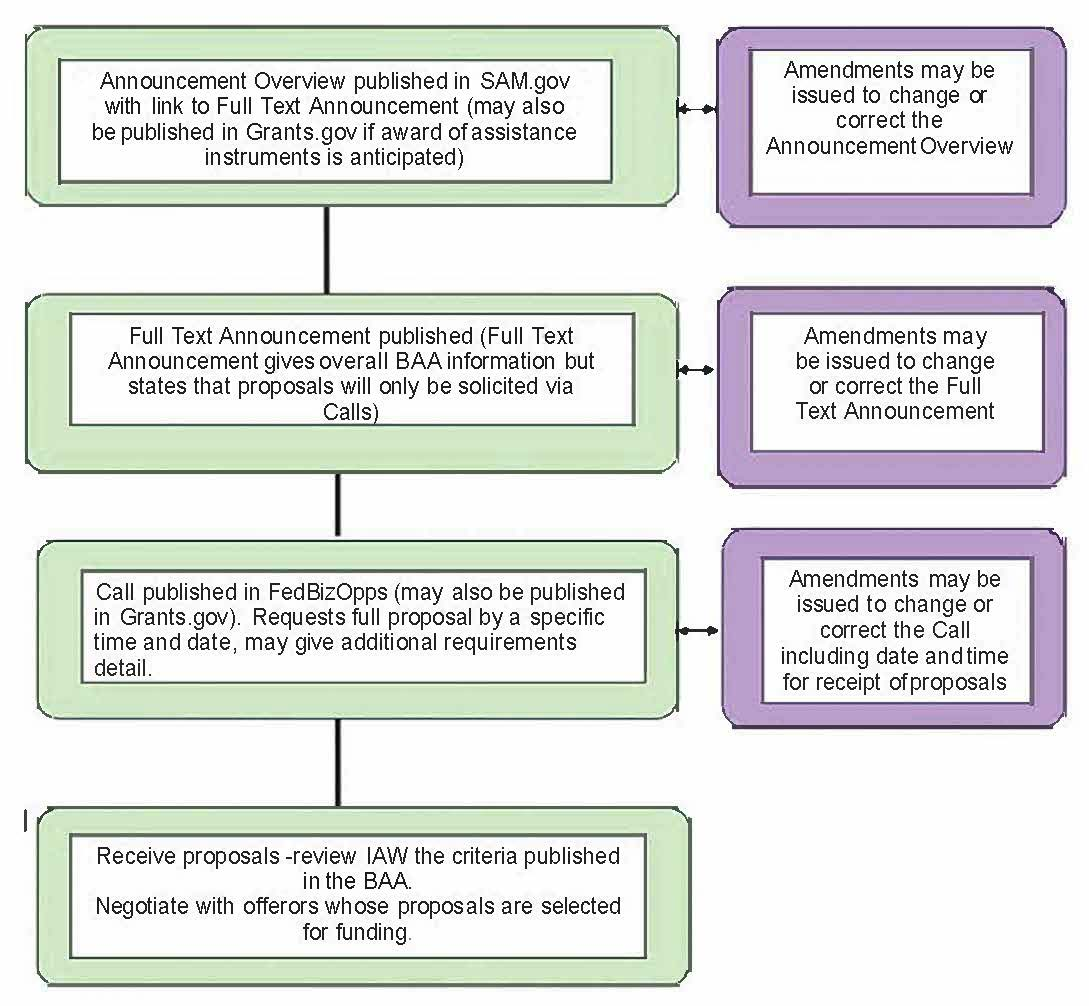 Announcement Overview published in SAM.gov
with link to Full Text Announcement (may also
be published in Grants.gov if award of assistance
instruments is anticipated)
Amendments may be
issued to change or
correct the
Announcement Overview
Full Text Announcement published (Full Text
Announcement gives overall BAA information but
states that proposals will only be solicited via
Calls)
Amendments may
be issued to change
or correct the Full
Text Announcement
Call published in FedBizOpps (may also be published
in Grants.gov). Requests full proposal by a specific
time and date, may give additional requirements
detail.
Amendments may be
issued to change or
correct the Call
including date and time
for receipt of proposals
Receive proposals -review IAW the criteria published
in the BAA.
Negotiate with offerors whose proposals are selected
for funding.